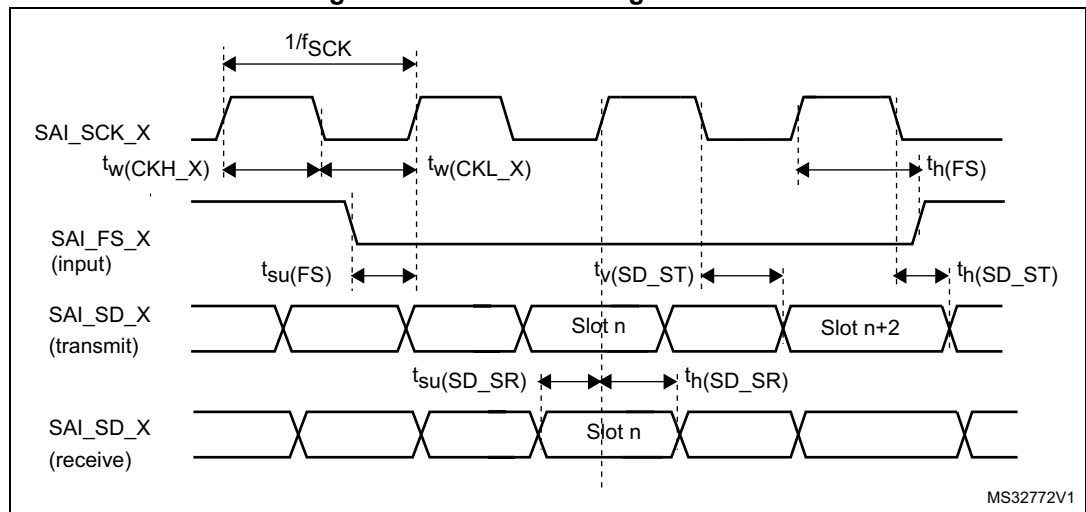 1/fSCK
SAI_SCK_X
tw(CKH_X)
tw(CKL_X)
th(FS)
SAI_FS_X
(input)
tsu(FS)
tv(SD_ST)
th(SD_ST)
SAI_SD_X
(transmit)
Slot n
Slot n+2
tsu(SD_SR)
th(SD_SR)
SAI_SD_X
(receive)
Slot n
MS32772V1